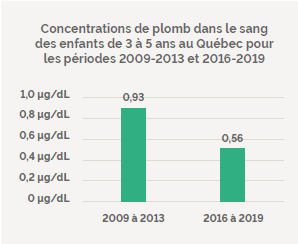 Concentrations de plomb dans le sang
des enfants de 3 à 5 ans au Québec pour
les périodes 2009-2013 et 2016-2019
1,0 µg/dL
0,8 µg/dL
0,6 µg/dL
0,4 µg/dL
0,2 µg/dL
0 µg/dL
0,93
0,56
2009 à 2013
2016 à 2019